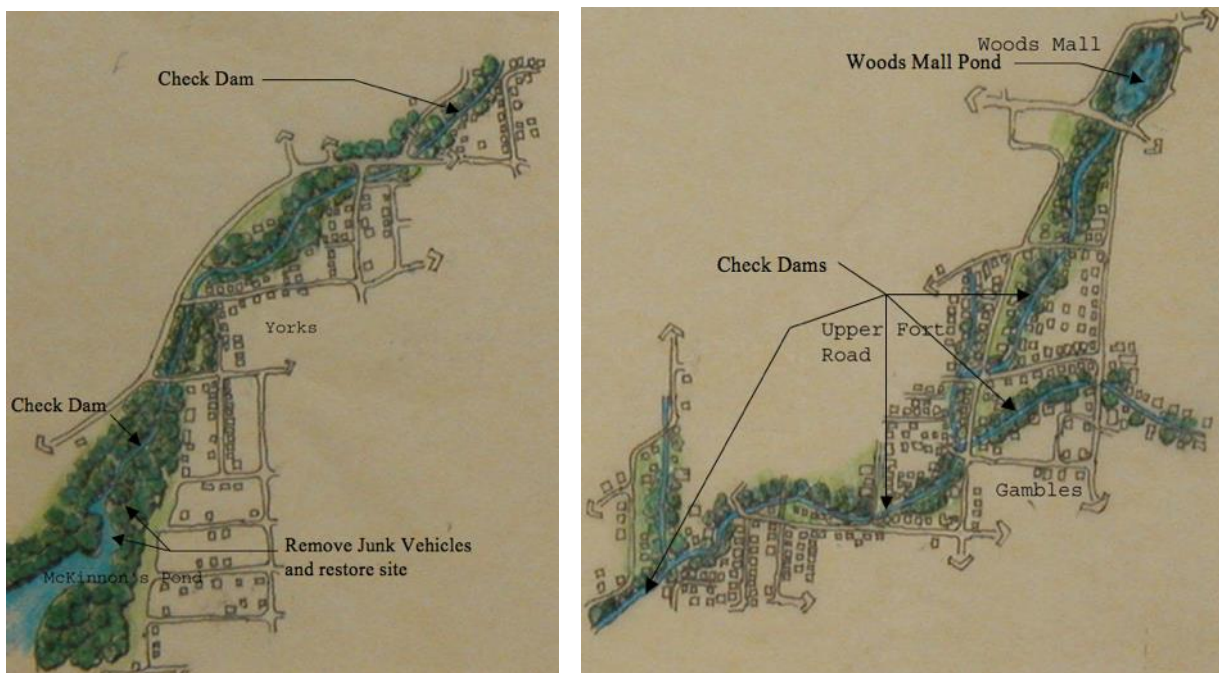 Check Dam
Yorks
Check Dam
Remove Junk Vehicles
and restore site
McKinnon's Pond
Woods Mall
Woods Mall Pond
Check Dams
Upper Fort
Road
Gambles